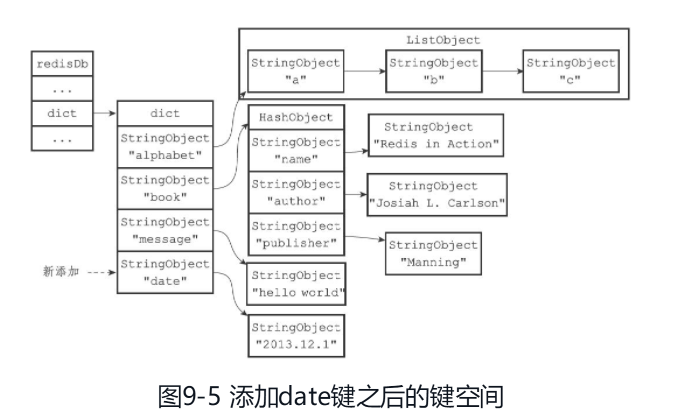 redisDb
...
dict
...
dict
StringObject
"alphabet"
StringObject
"book"
StringObject
"message"
新添加
StringObject
"date"
ListObject
StringObject
"a"
StringObject
"b"
StringObject
"c"
HashObject
StringObject
"name"
StringObject
"author"
StringObject
"publisher"
StringObject
"Redis in Action"
StringObject
"Josiah L. Carlson"
StringObject
"Manning"
StringObject
"hello world"
StringObject
"2013.12.1"
图9-5 添加date键之后的键空间